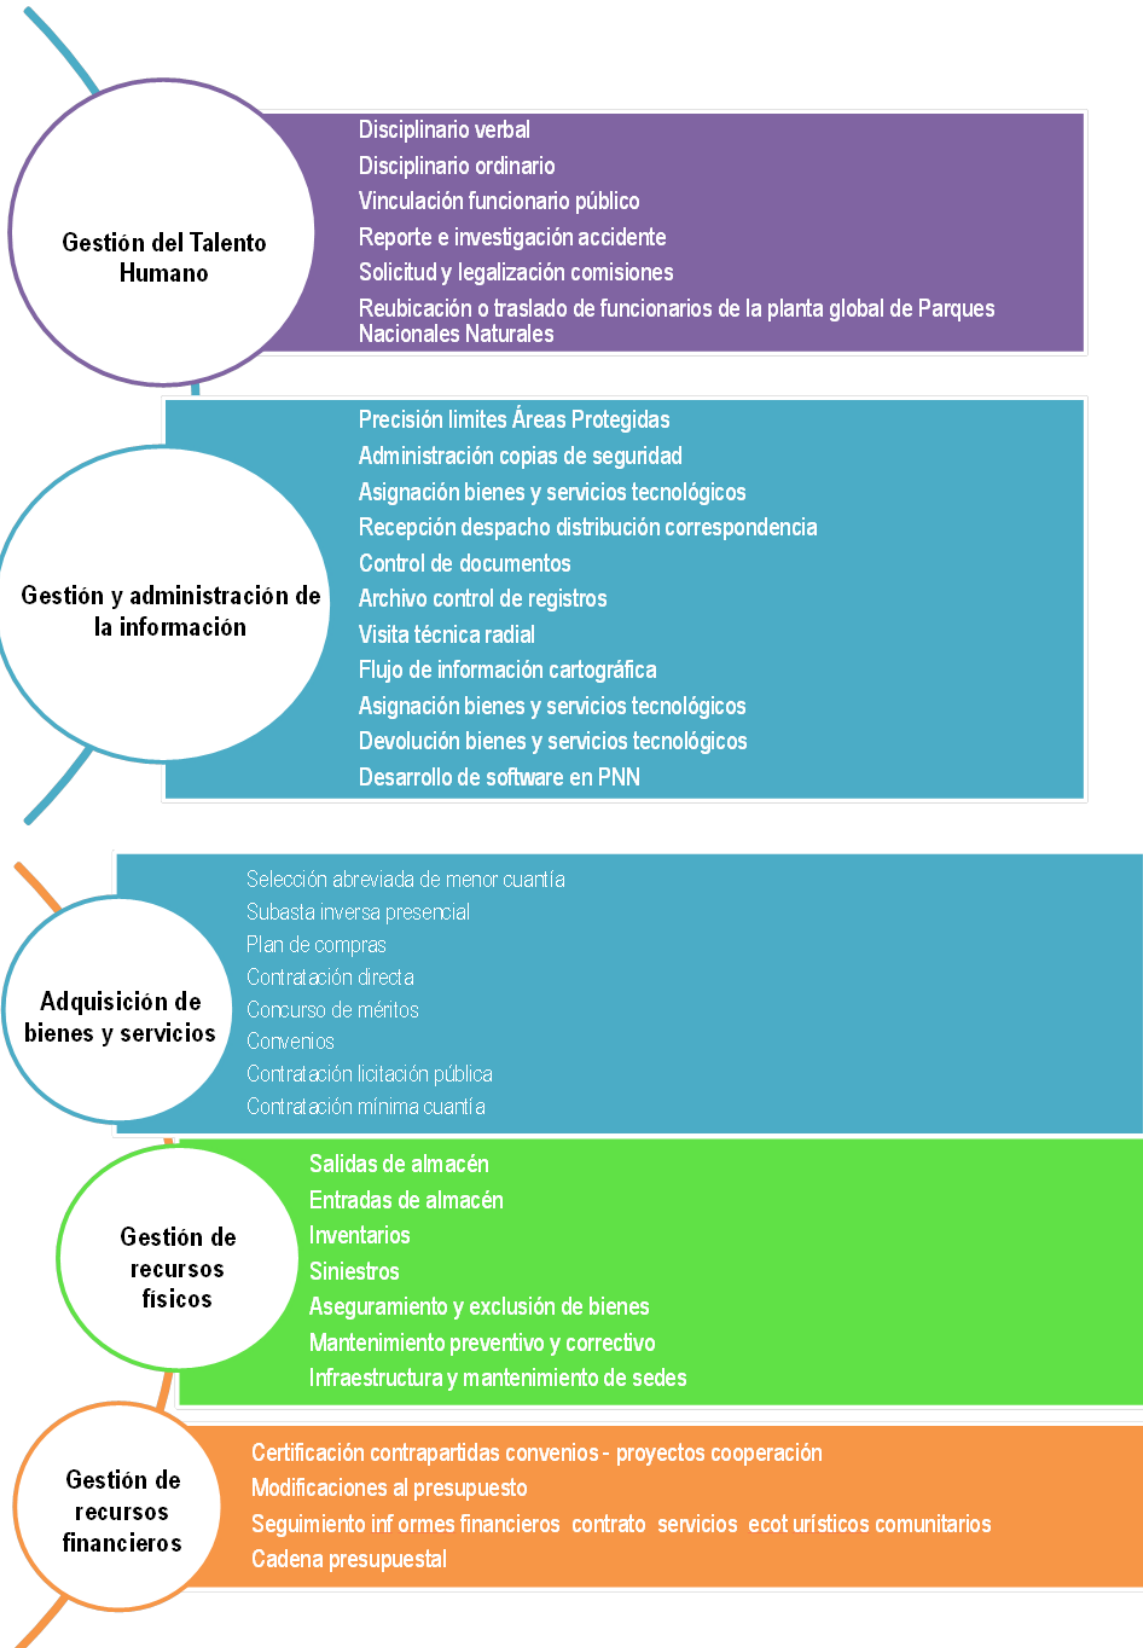 Gestión del Talento
Humano
Disciplinario verbal
Disciplinario ordinario
Vinculación funcionario público
Reporte e investigación accidente
Solicitud y legalización comisiones
Reubicación o traslado de funcionarios de la planta global de Parques
Nacionales Naturales
Gestión y administración de
la información
Precisión limites Áreas Protegidas
Administración copias de seguridad
Asignación bienes y servicios tecnológicos
Recepción despacho distribución correspondencia
Control de documentos
Archivo control de registros
Visita técnica radial
Flujo de información cartográfica
Asignación bienes y servicios tecnológicos
Devolución bienes y servicios tecnológicos
Desarrollo de software en PNN
Adquisición de
bienes y servicios
Selección abreviada de menor cuantía
Subasta inversa presencial
Plan de compras
Contratación directa
Concurso de méritos
Convenios
Contratación licitación pública
Contratación mínima cuantía
Gestión de
recursos
físicos
Salidas de almacén
Entradas de almacén
Inventarios
Siniestros
Aseguramiento y exclusión de bienes
Mantenimiento preventivo y correctivo
Infraestructura y mantenimiento de sedes
Gestión de
recursos
financieros
Certificación contrapartidas convenios - proyectos cooperación
Modificaciones al presupuesto
Seguimiento inf ormes financieros contrato servicios ecot urísticos comunitarios
Cadena presupuestal